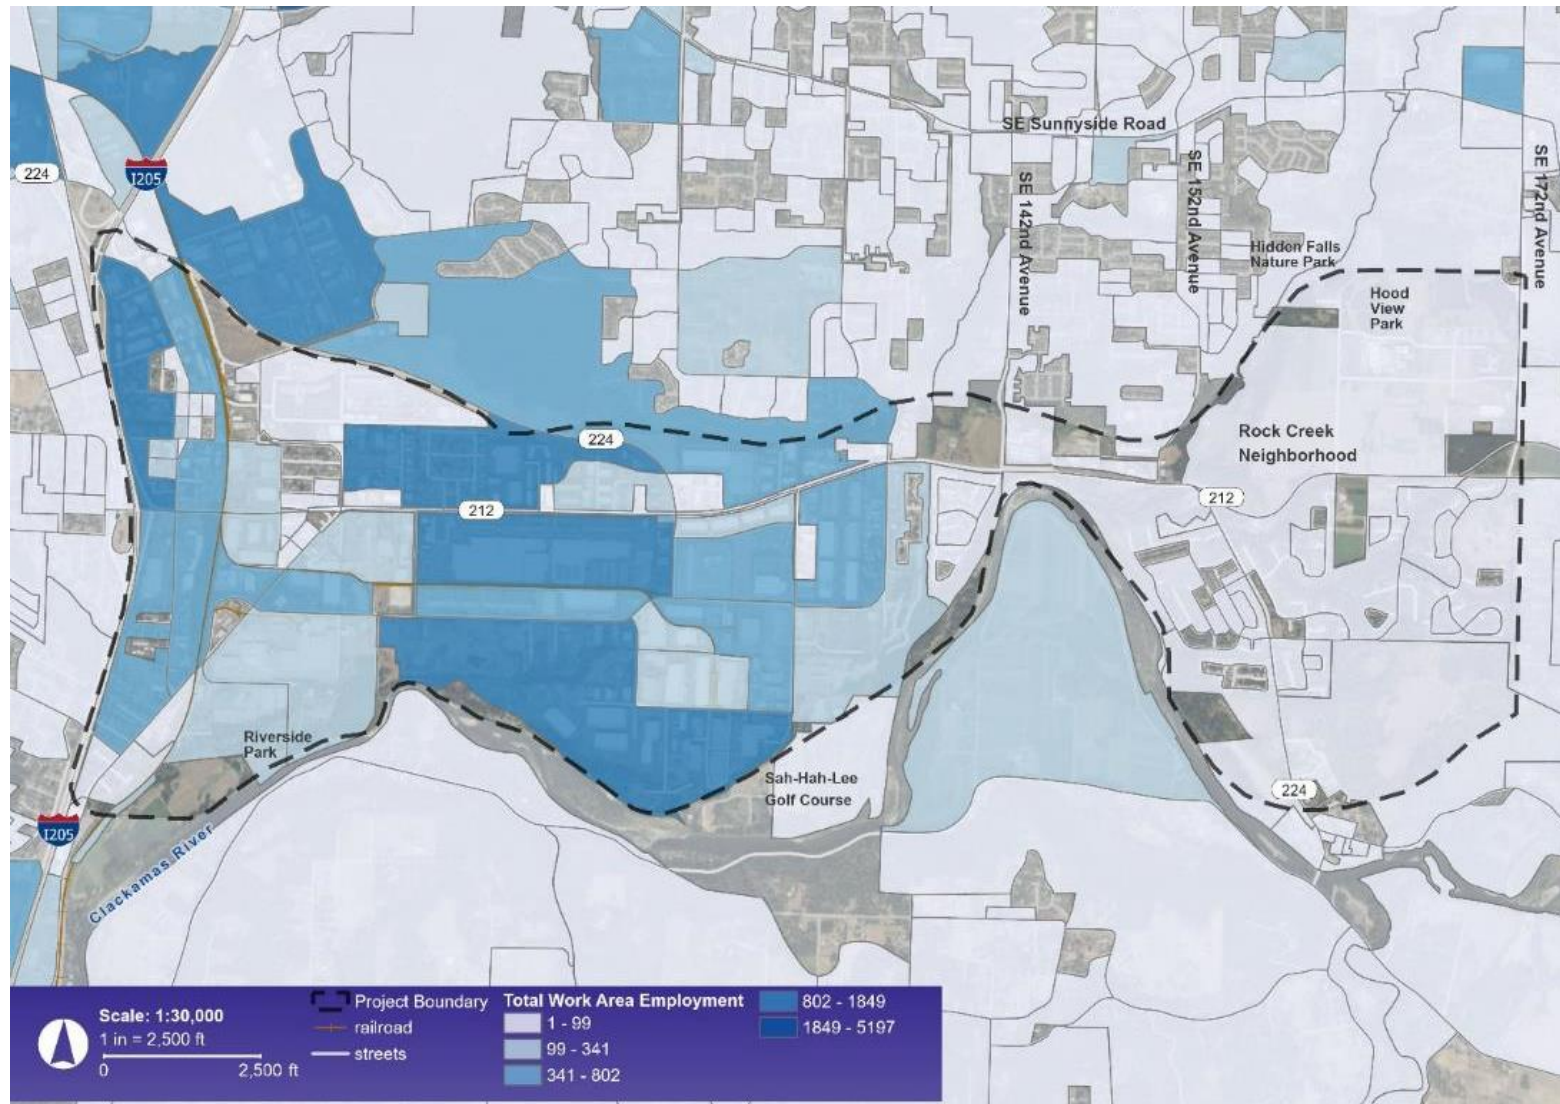 SE Sunnyside Road
224
I205
SE 142nd Avenue
SE 152nd Avenue
SE 172nd Avenue
Hidden Falls
Nature Park
Hood
View
Park
Rock Creek
Neighborhood
224
212
212
Riverside
Park
Sah-Hah-Lee
Golf Course
224
I205
Clackamas River
Scale: 1:30,000
1 in = 2,500 ft
0 2,500 ft
Project Boundary
railroad
streets
Total Work Area Employment
1 - 99
99 - 341
341 - 802
802 - 1849
1849 - 5197